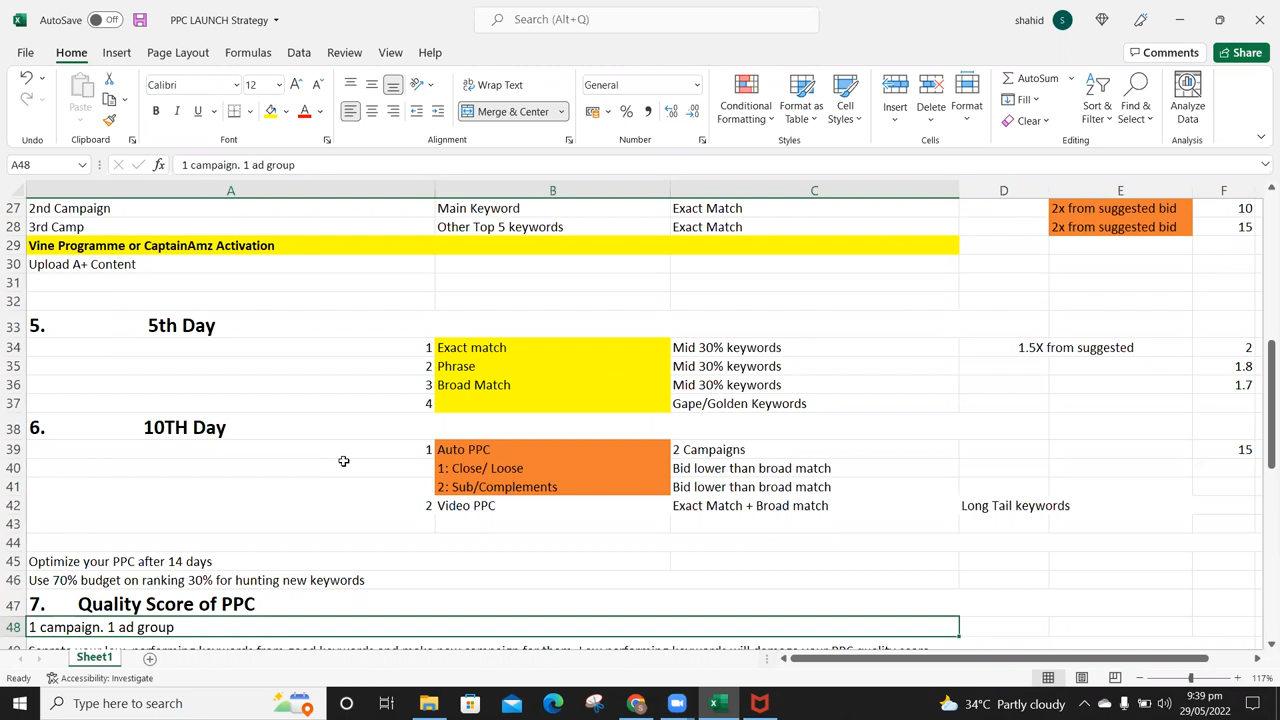 AutoSave Off PPC LAUNCH Strategy Search (Alt+Q) shahid S
File Home Insert Page Layout Formulas Data Review View Help Comments Share
Calibri 12 Wrap Text General AutoSum
Paste Merge & Center Conditional Formatting Format as Table Cell Styles Insert Delete Format Fill Clear Sort & Filter Find & Select Analyze Data
Undo Clipboard Font Alignment Number Styles Cells Editing Analysis
A48 fx 1 campaign. 1 ad group
A B C D E F
27 2nd Campaign Main Keyword Exact Match 2x from suggested bid 10
28 3rd Camp Other Top 5 keywords Exact Match 2x from suggested bid 15
29 Vine Programme or CaptainAmz Activation
30 Upload A+ Content
31
32
33 5. 5th Day
34 1 Exact match Mid 30% keywords 1.5X from suggested 2
35 2 Phrase Mid 30% keywords 1.8
36 3 Broad Match Mid 30% keywords 1.7
37 4 Gape/Golden Keywords
38 6. 10TH Day
39 1 Auto PPC 2 Campaigns 15
40 1: Close/ Loose Bid lower than broad match
41 2: Sub/Complements Bid lower than broad match
42 2 Video PPC Exact Match + Broad match Long Tail keywords
43
44
45 Optimize your PPC after 14 days
46 Use 70% budget on ranking 30% for hunting new keywords
47 7. Quality Score of PPC
48 1 campaign. 1 ad group
Sheet1
Ready Accessibility: Investigate 117%
Type here to search 34°C Partly cloudy 9:39 pm
29/05/2022